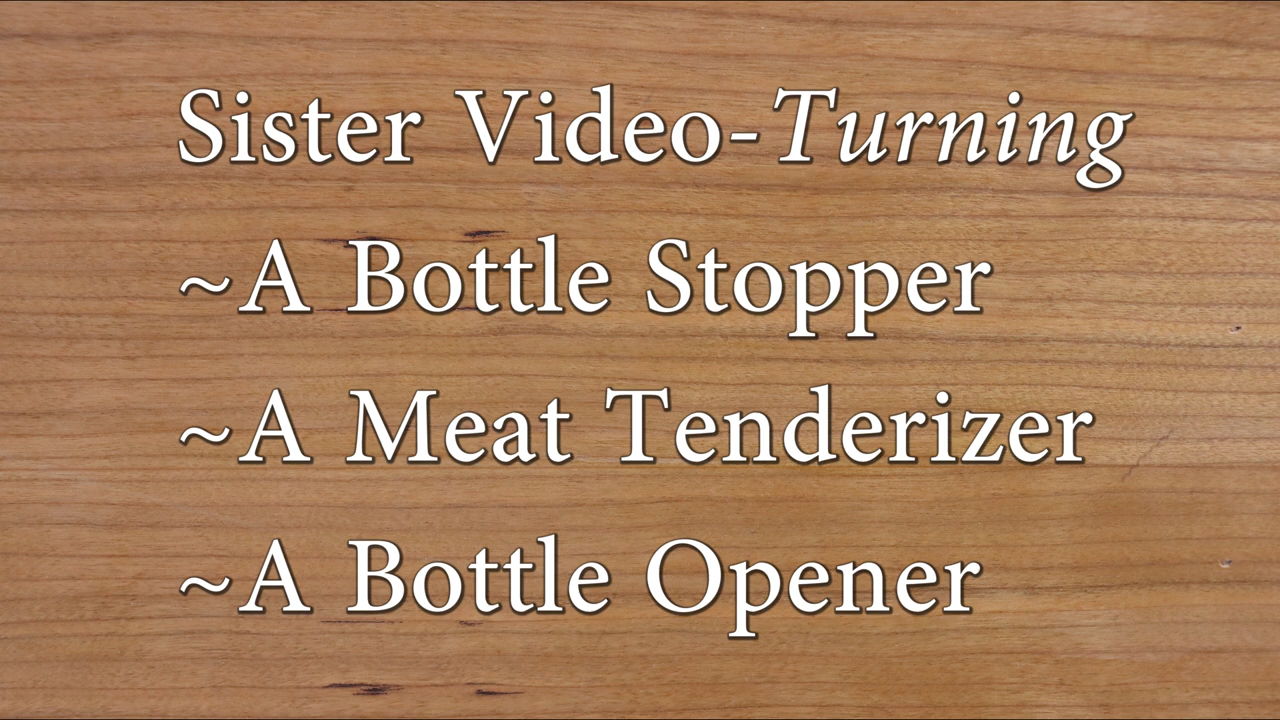 Sister Video-Turning
~A Bottle Stopper
~A Meat Tenderizer
~A Bottle Opener